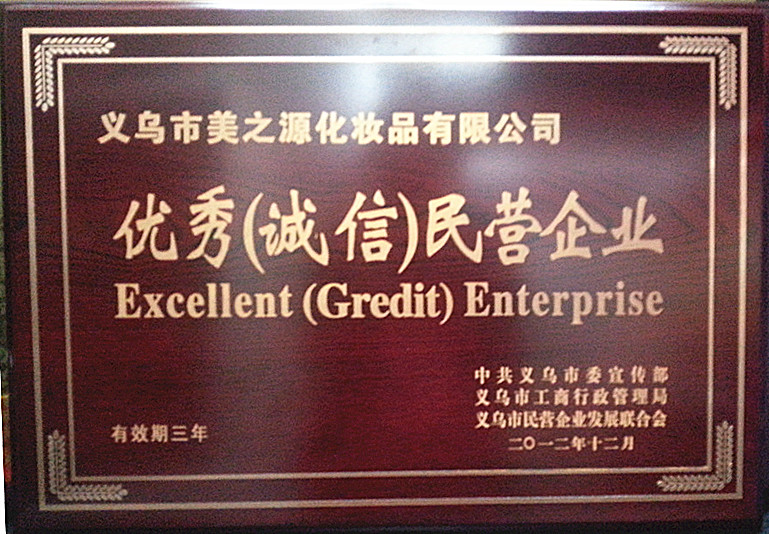 义乌市美之源化妆品有限公司
优秀(诚信)民营企业
Excellent (Gredit) Enterprise
中共义乌市委宣传部
义乌市工商行政管理局
义乌市民营企业发展联合会
有效期三年
二〇一二年十二月